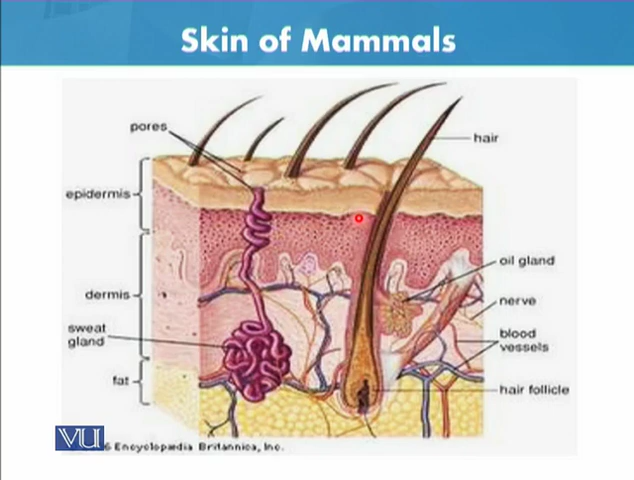 Skin of Mammals
pores
hair
epidermis
oil gland
dermis
nerve
sweat
gland
blood
vessels
fat
hair follicle
VU
6 Encyclopædia Britannica, Inc.